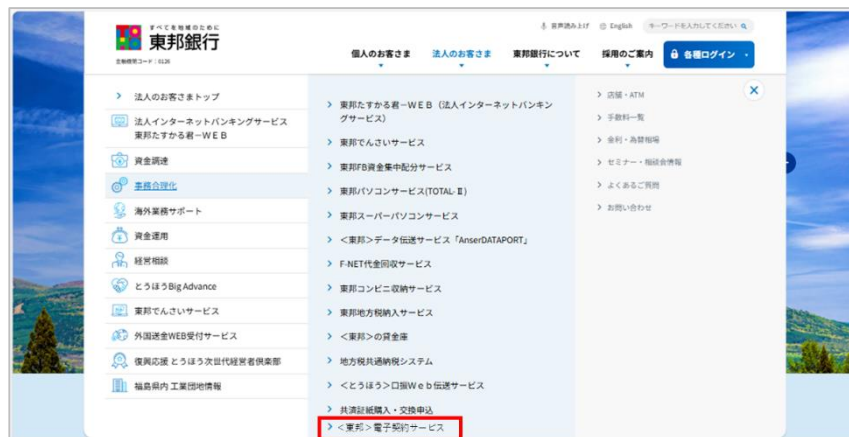 すべてを地域のために
東邦銀行
金融機関コード：0126
音声読み上げ
English
キーワードを入力してください
個人のお客さま
法人のお客さま
東邦銀行について
採用のご案内
各種ログイン
法人のお客さまトップ
法人インターネットバンキングサービス
東邦たすかる君－ＷＥＢ
資金調達
事務合理化
海外業務サポート
資金運用
経営相談
とうほうBig Advance
東邦でんさいサービス
外国送金WEB受付サービス
復興応援 とうほう次世代経営者倶楽部
福島県内 工業団地情報
東邦たすかる君－ＷＥＢ（法人インターネットバンキン
グサービス）
東邦でんさいサービス
東邦FB資金集中配分サービス
東邦パソコンサービス(TOTAL-Ⅱ)
東邦スーパーパソコンサービス
＜東邦＞データ伝送サービス「AnserDATAPORT」
F-NET代金回収サービス
東邦コンビニ収納サービス
東邦地方税納入サービス
＜東邦＞の貸金庫
地方税共通納税システム
＜とうほう＞口振Ｗｅｂ伝送サービス
共済証紙購入・交換申込
＜東邦＞電子契約サービス
店舗・ATM
手数料一覧
金利・為替相場
セミナー・相談会情報
よくあるご質問
お問い合わせ